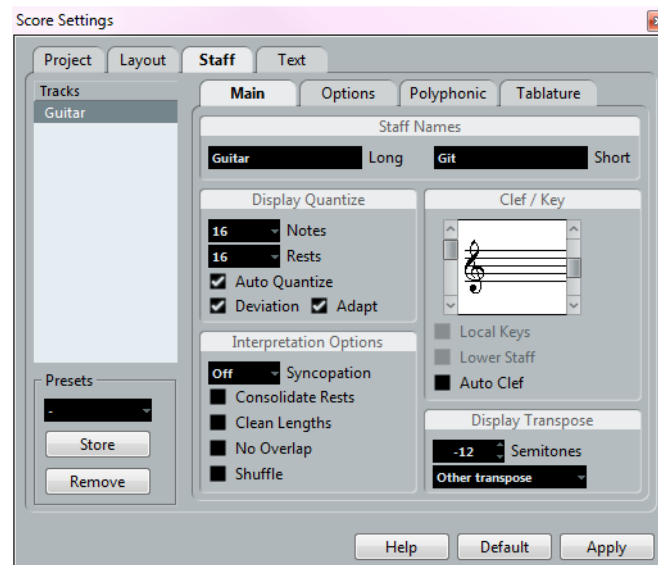 Score Settings
Project Layout Staff Text
Tracks
Guitar
Main Options Polyphonic Tablature
Staff Names
Guitar Long Git Short
Display Quantize
16 Notes
16 Rests
Auto Quantize
Deviation Adapt
Interpretation Options
Off Syncopation
Consolidate Rests
Clean Lengths
No Overlap
Shuffle
Clef / Key
Local Keys
Lower Staff
Auto Clef
Display Transpose
-12 Semitones
Other transpose
Presets
-
Store
Remove
Help Default Apply